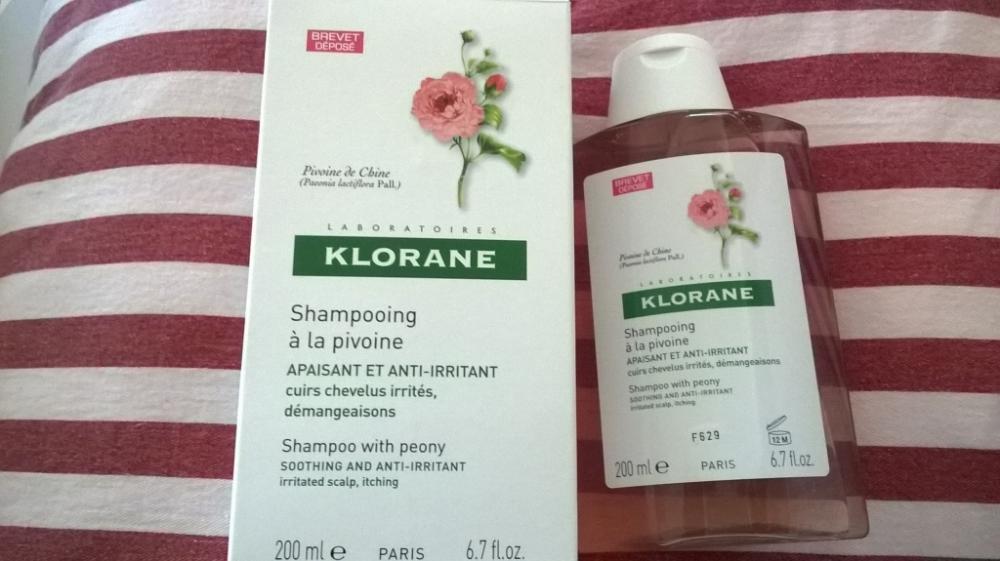 BREVET
DÉPOSÉ
Pivoine de Chine
(Paeonia lactiflora Pall.)
LABORATOIRES
KLORANE
Shampooing
à la pivoine
APAISANT ET ANTI-IRRITANT
cuirs chevelus irrités,
démangeaisons
Shampoo with peony
SOOTHING AND ANTI-IRRITANT
irritated scalp, itching
200 ml e PARIS 6.7 fl.oz.
BREVET
DÉPOSÉ
Pivoine de Chine
(Paeonia lactiflora Pall.)
LABORATOIRES
KLORANE
Shampooing
à la pivoine
APAISANT ET ANTI-IRRITANT
cuirs chevelus irrités, démangeaisons
Shampoo with peony
SOOTHING AND ANTI-IRRITANT
irritated scalp, itching
F629
12 M
200 ml e PARIS 6.7 fl.oz.